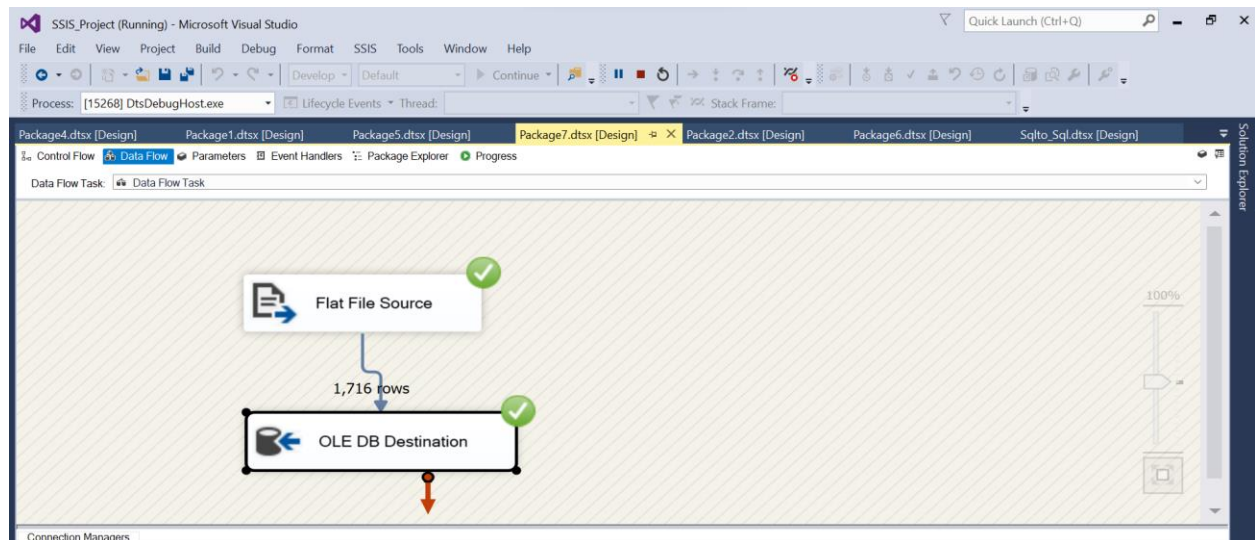 SSIS_Project (Running) - Microsoft Visual Studio
Quick Launch (Ctrl+Q)
File Edit View Project Build Debug Format SSIS Tools Window Help
Develop Default Continue
Process: [15268] DtsDebugHost.exe Lifecycle Events Thread: Stack Frame:
Package4.dtsx [Design] Package1.dtsx [Design] Package5.dtsx [Design] Package7.dtsx [Design] Package2.dtsx [Design] Package6.dtsx [Design] Sqlto_Sql.dtsx [Design]
Control Flow Data Flow Parameters Event Handlers Package Explorer Progress
Data Flow Task: Data Flow Task
Solution Explorer
Flat File Source
100%
1,716 rows
OLE DB Destination
Connection Managers